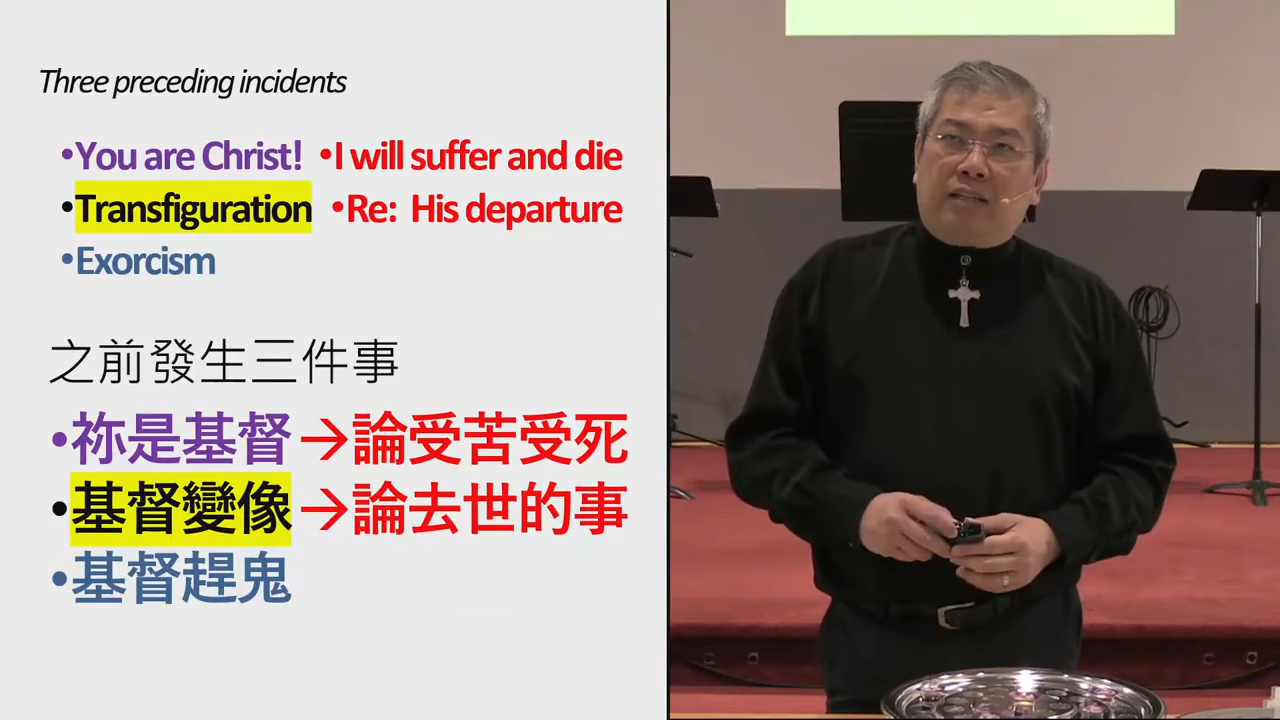 Three preceding incidents
•You are Christ! •I will suffer and die
•Transfiguration •Re: His departure
•Exorcism
之前發生三件事
•祢是基督→論受苦受死
•基督變像→論去世的事
•基督趕鬼